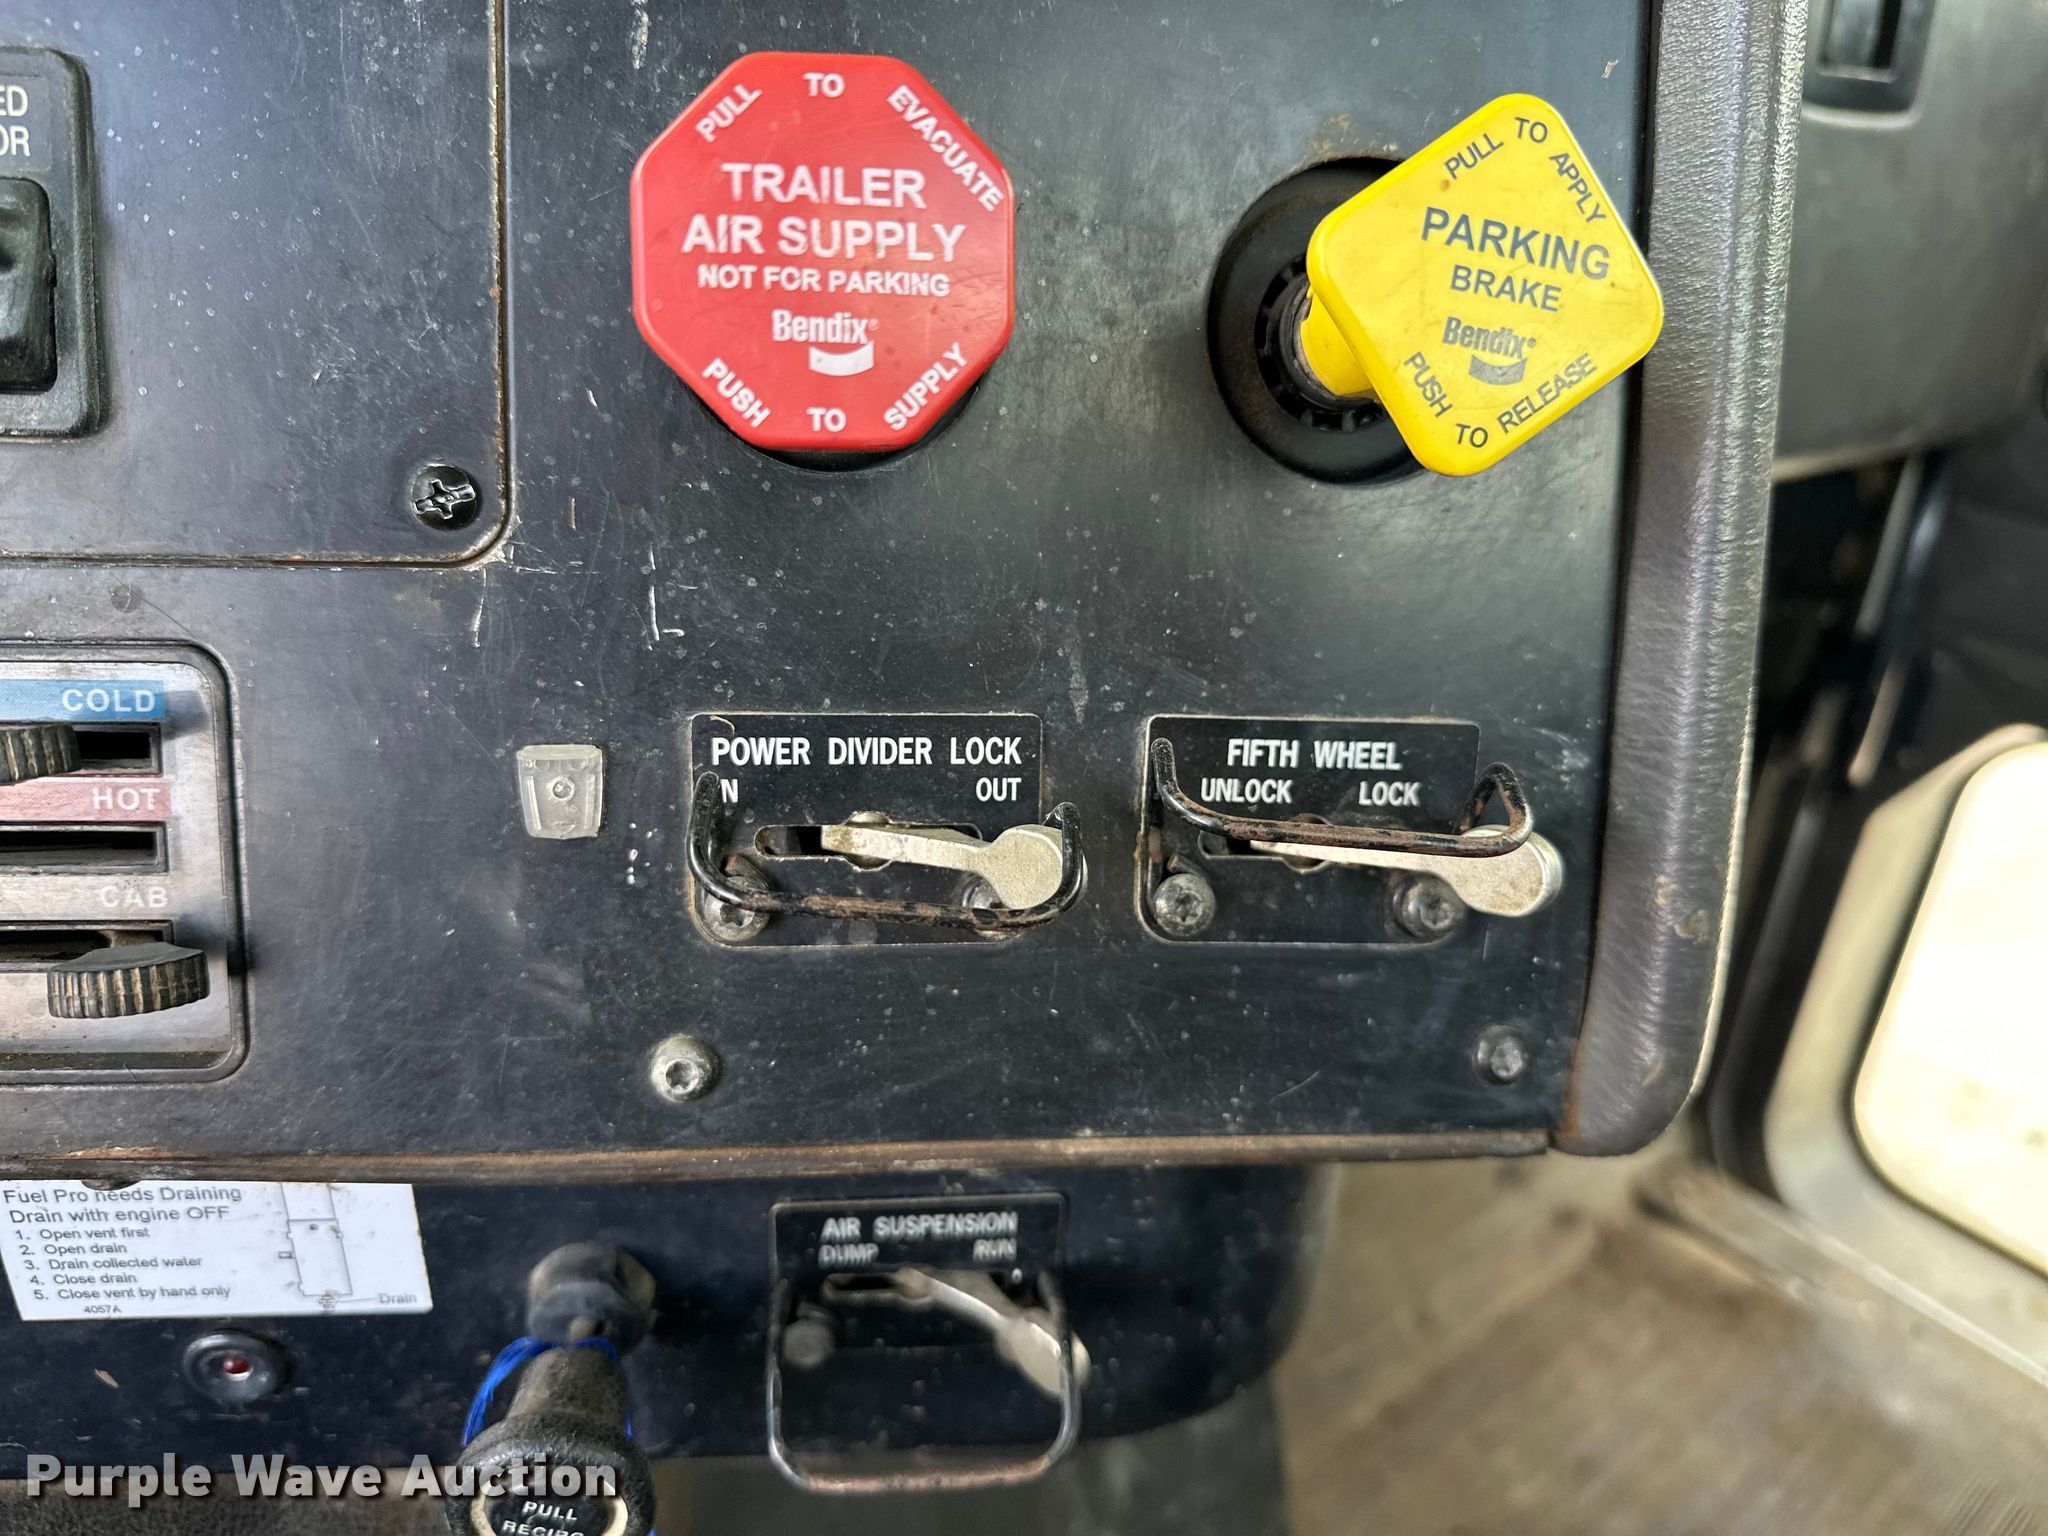 ED
OR
PULL TO EVACUATE
TRAILER
AIR SUPPLY
NOT FOR PARKING
Bendix®
PUSH TO SUPPLY
PULL TO APPLY
PARKING
BRAKE
Bendix®
PUSH TO RELEASE
COLD
HOT
CAB
POWER DIVIDER LOCK
IN OUT
FIFTH WHEEL
UNLOCK LOCK
Fuel Pro needs Draining
Drain with engine OFF
1. Open vent first
2. Open drain
3. Drain collected water
4. Close drain
5. Close vent by hand only
4057A
Drain
AIR SUSPENSION
DUMP RUN
PULL
RECIRC
Purple Wave Auction